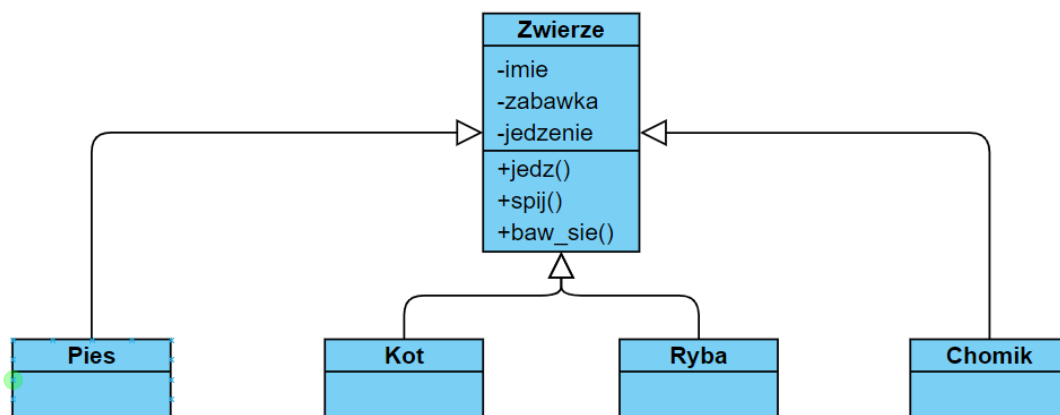 Zwierze
-imie
-zabawka
-jedzenie
+jedz()
+spij()
+baw_sie()
Pies
Kot
Ryba
Chomik